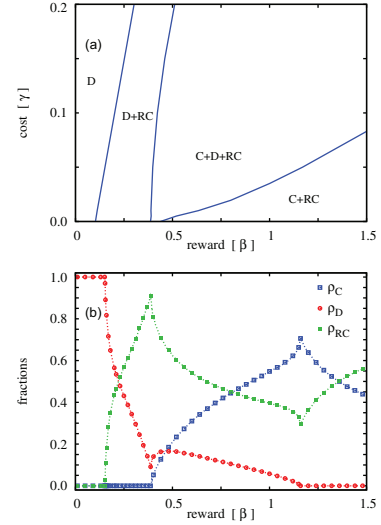 0.2
(a)
D
D+RC
0.1
cost [ γ ]
C+D+RC
C+RC
0.0
0
0.5
1
1.5
reward [ β ]
1.0
(b)
ρC
ρD
ρRC
0.8
0.6
fractions
0.4
0.2
0.0
0
0.5
1
1.5
reward [ β ]